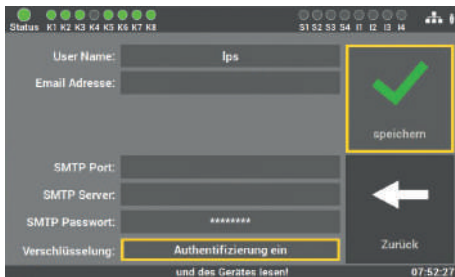 Status K1 K2 K3 K4 K5 K6 K7 K8 S1 S2 S3 S4 I1 I2 I3 I4
User Name: lps
Email Adresse:
speichern
SMTP Port:
SMTP Server:
SMTP Passwort: ********
Verschlüsselung: Authentifizierung ein
Zurück
und des Gerätes lesen! 07:52:27